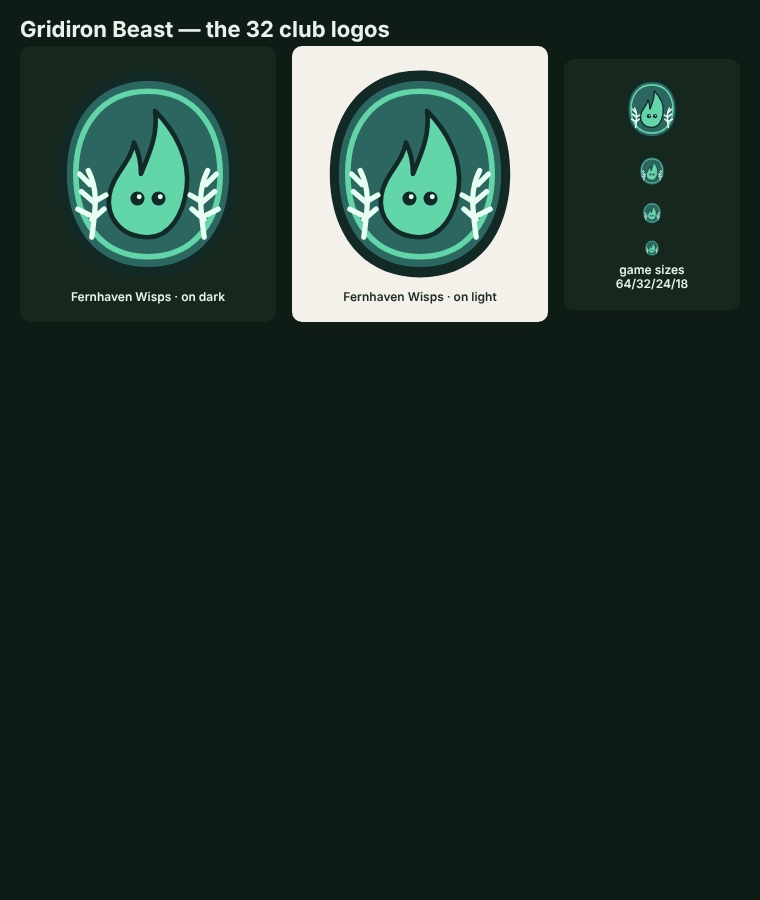 Gridiron Beast — the 32 club logos
Fernhaven Wisps · on dark
Fernhaven Wisps · on light
game sizes
64/32/24/18